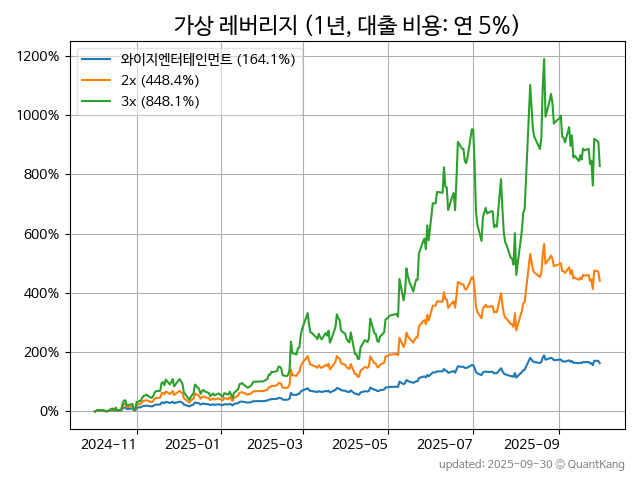 가상 레버리지 (1년, 대출 비용: 연 5%)
와이지엔터테인먼트 (164.1%)
2x (448.4%)
3x (848.1%)
1200%
1000%
800%
600%
400%
200%
0%
2024-11 2025-01 2025-03 2025-05 2025-07 2025-09
updated: 2025-09-30 © QuantKang